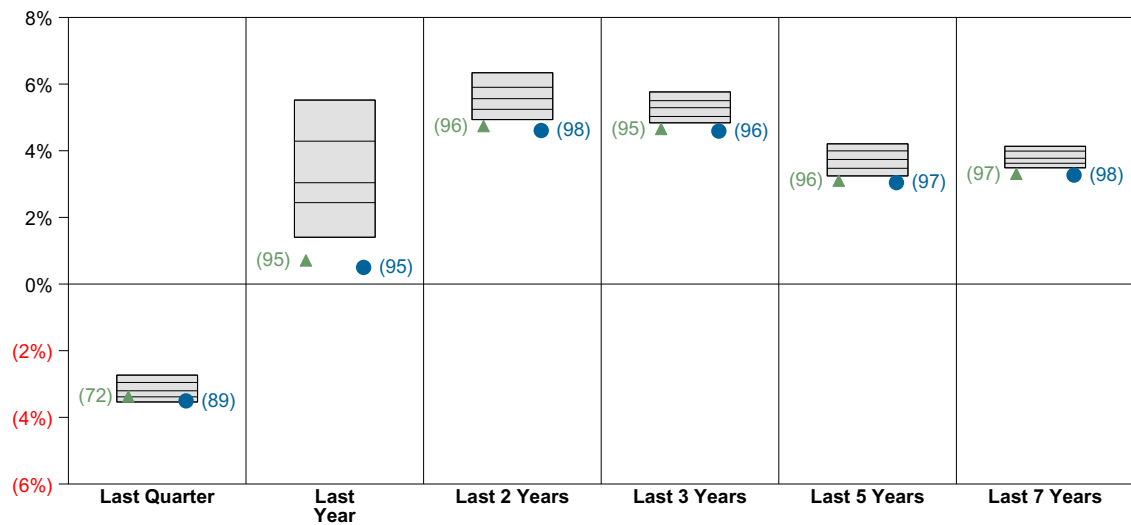 8%
6%
4%
2%
0%
(2%)
(4%)
(6%)
(72)
(89)
(95)
(95)
(96)
(98)
(95)
(96)
(96)
(97)
(97)
(98)
Last Quarter
Last
Year
Last 2 Years
Last 3 Years
Last 5 Years
Last 7 Years